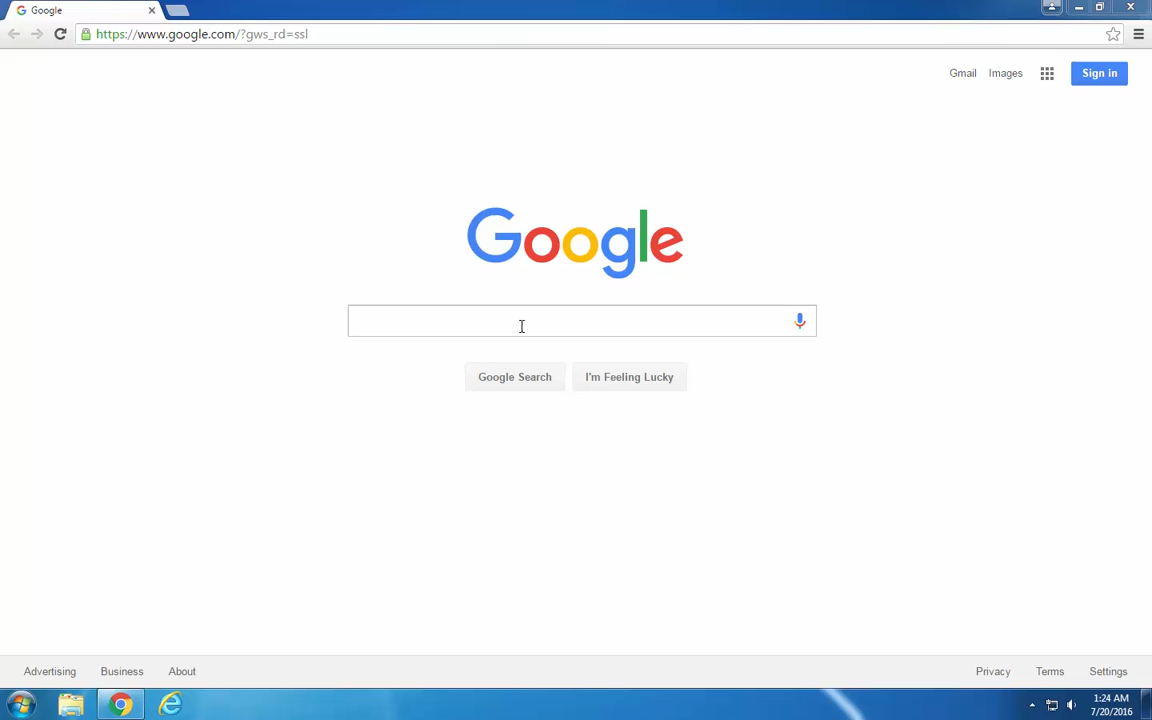 Google
https://www.google.com/?gws_rd=ssl
Gmail Images Sign in
Google
Google Search I'm Feeling Lucky
Advertising Business About Privacy Terms Settings
1:24 AM
7/20/2016